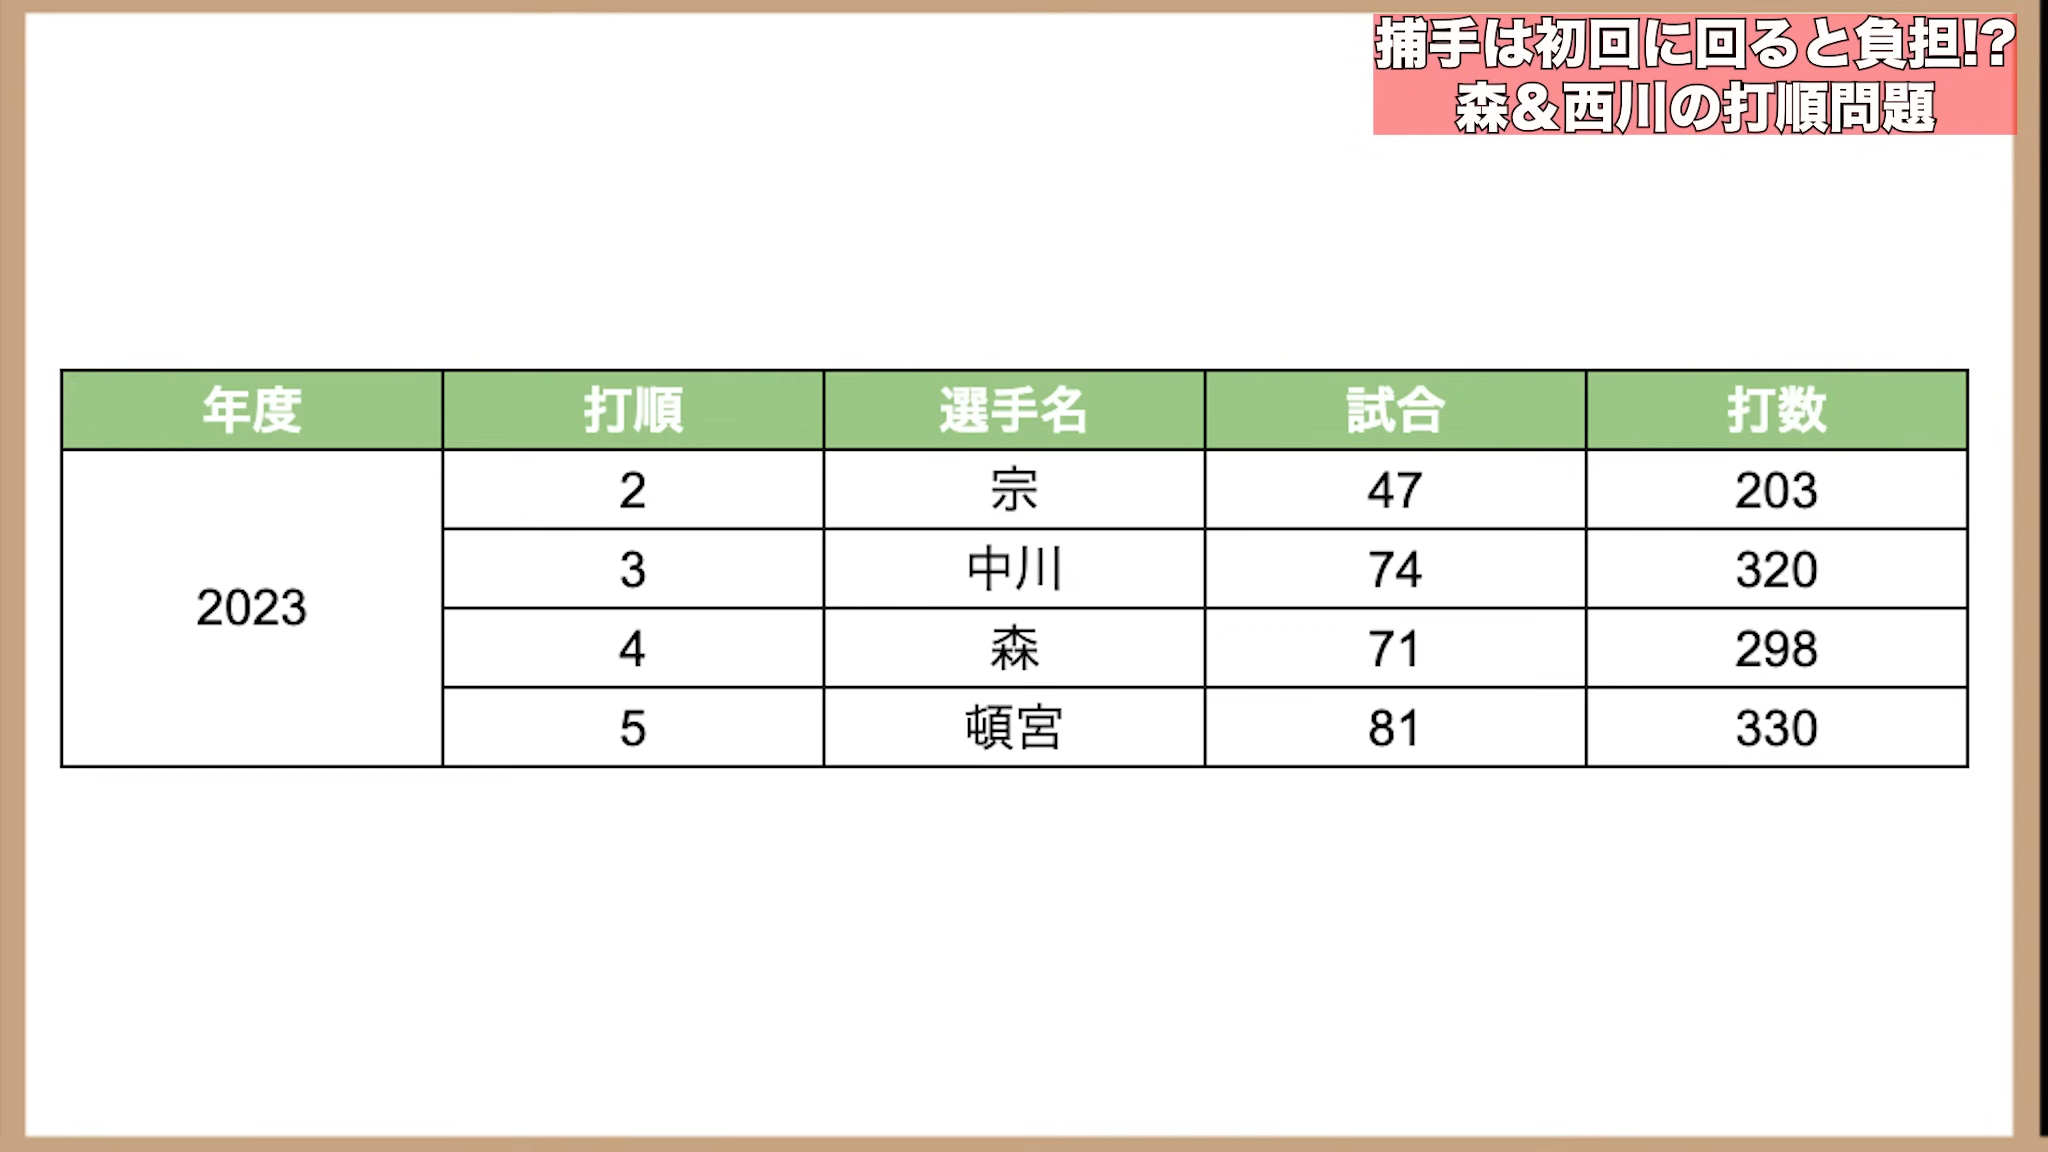 捕手は初回に回ると負担!?
森&西川の打順問題
年度 打順 選手名 試合 打数
2023
2 宗 47 203
3 中川 74 320
4 森 71 298
5 頓宮 81 330